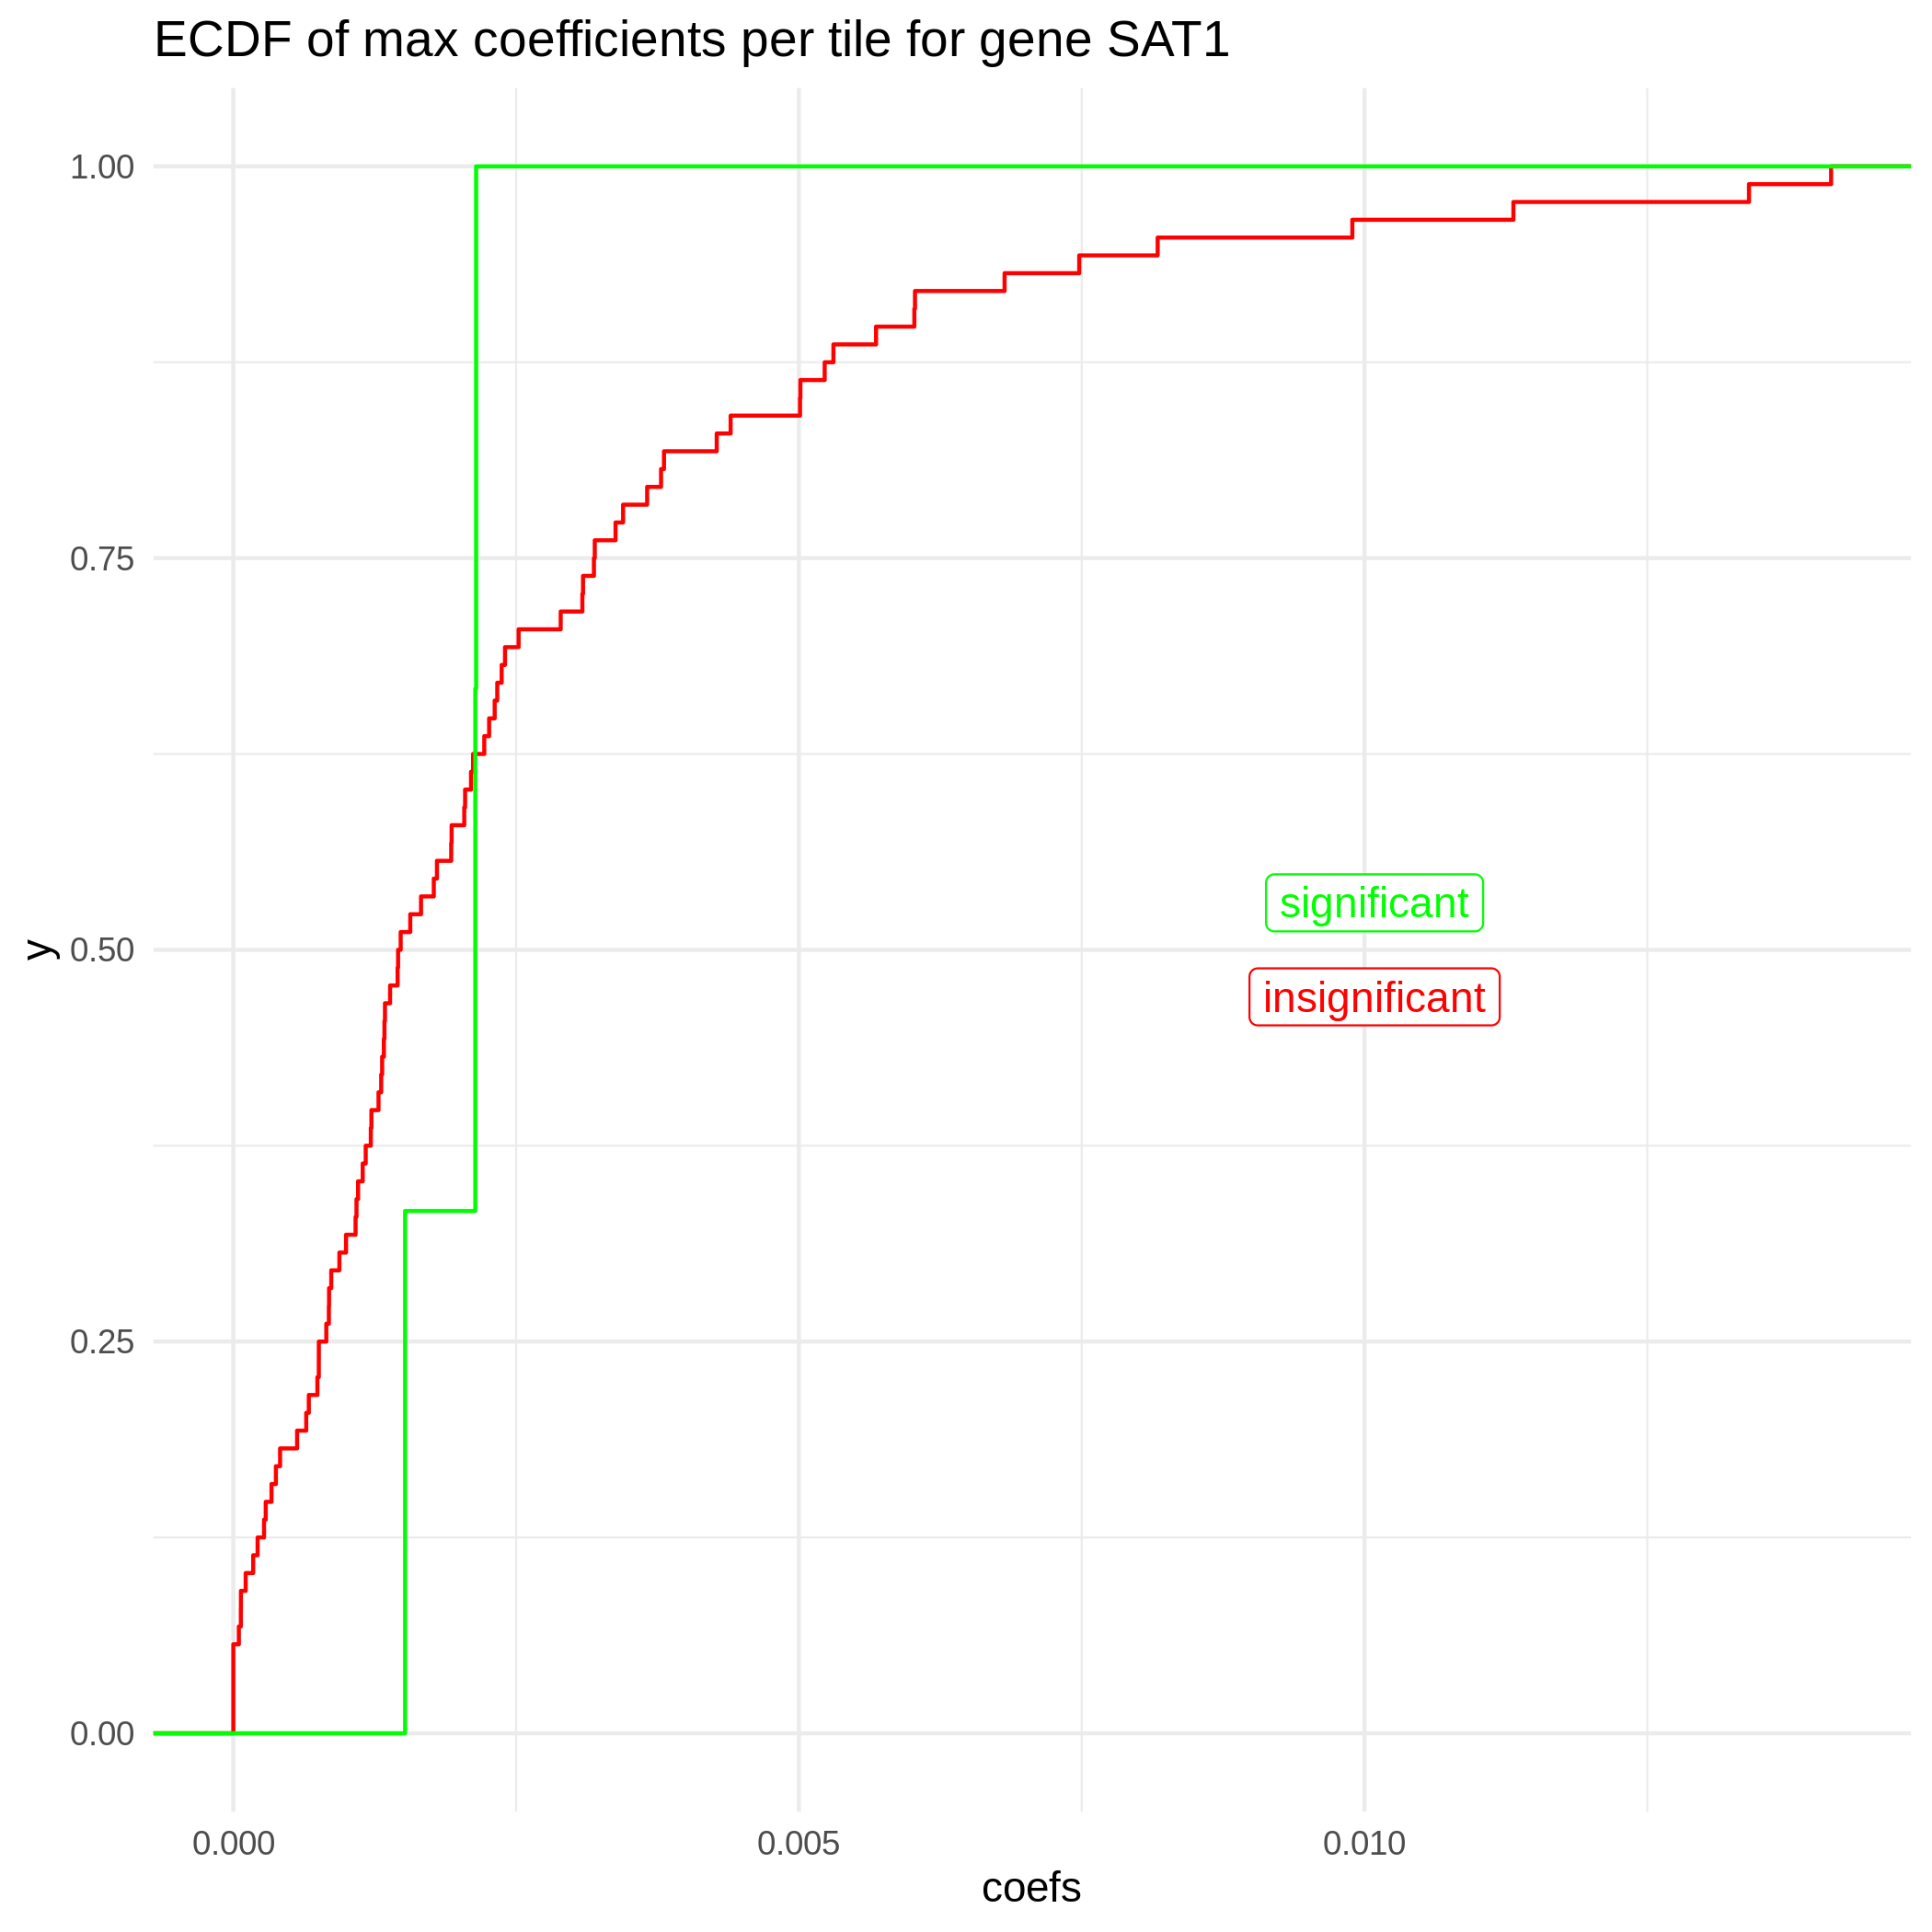 ECDF of max coefficients per tile for gene SAT1
1.00
0.75
0.50
0.25
0.00
y
significant
insignificant
0.000 0.005 0.010
coefs